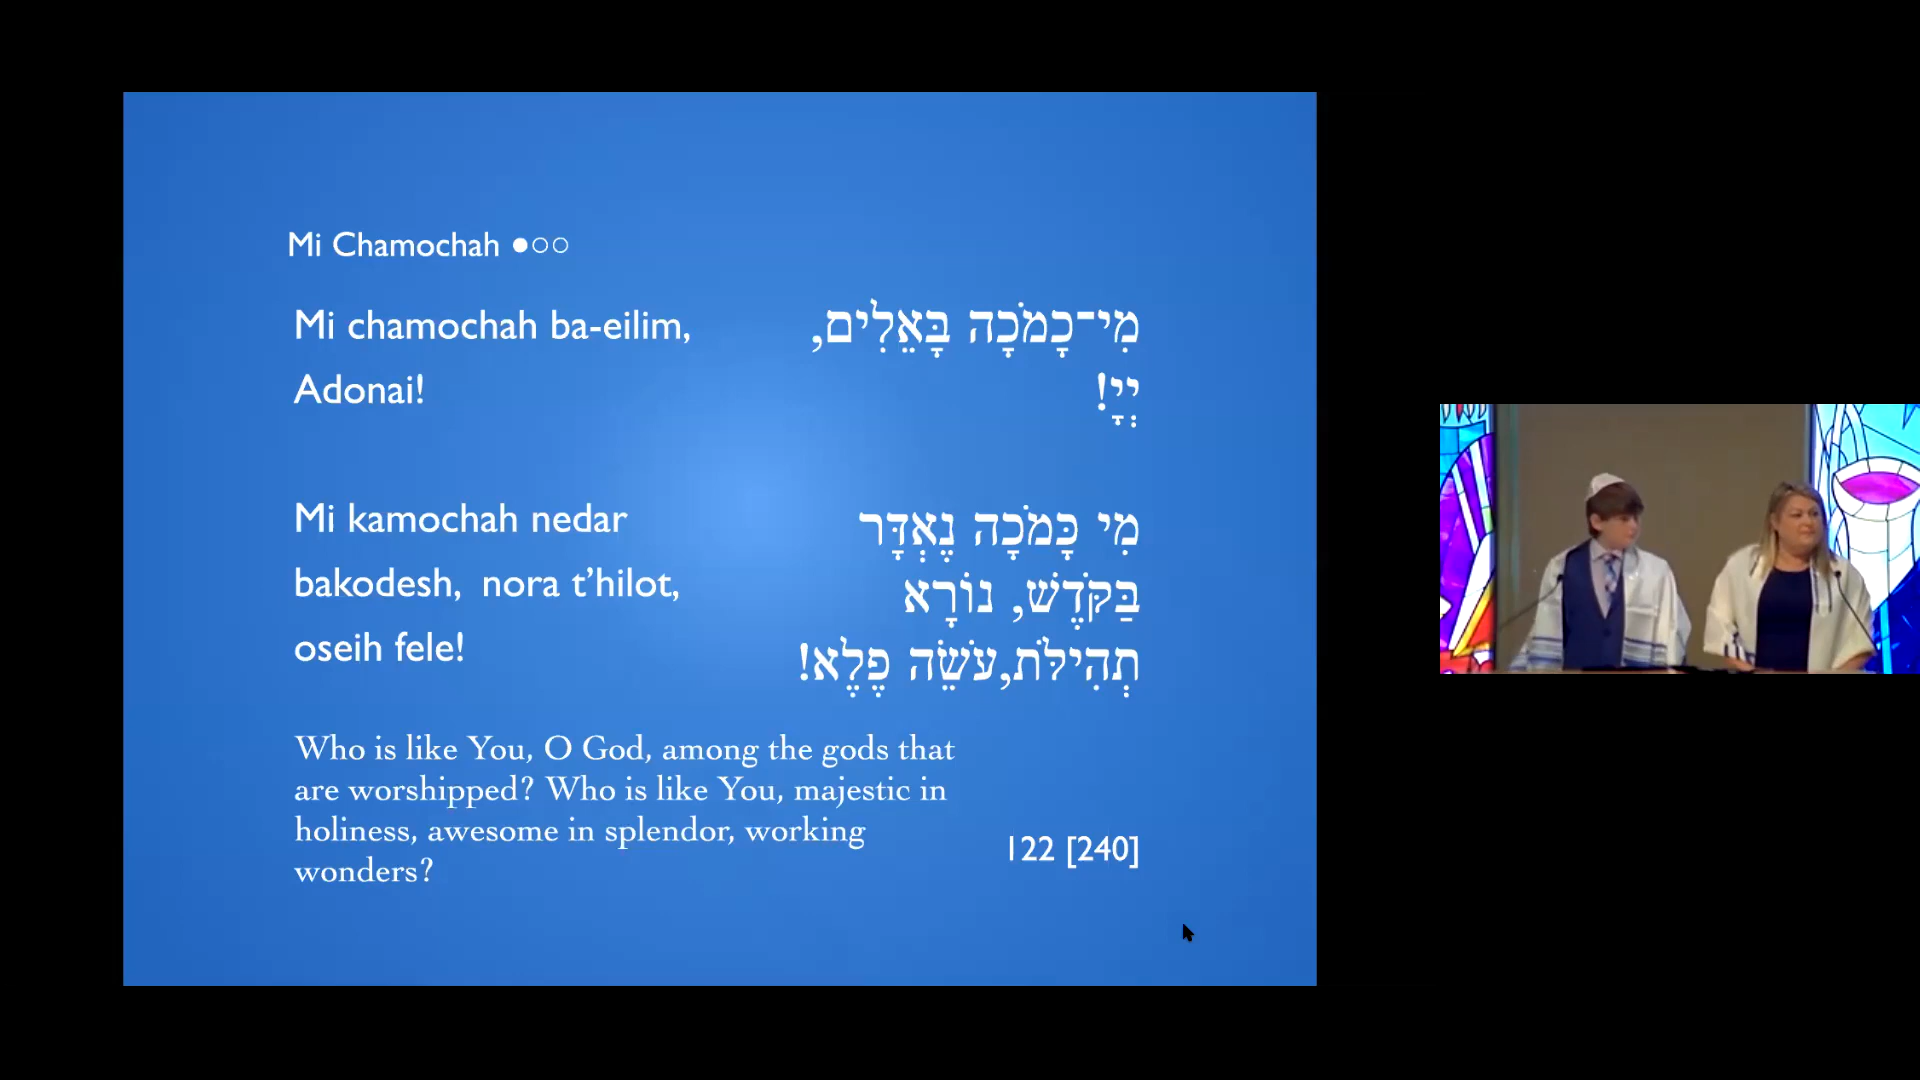 Mi Chamochah ●○○
Mi chamochah ba-eilim,
Adonai!
מִי־כָמֹכָה בָּאֵלִים,
יְיָ!
Mi kamochah nedar
bakodesh, nora t’hilot,
oseih fele!
מִי כָּמֹכָה נֶאְדָּר
בַּקֹּדֶשׁ, נוֹרָא
תְהִילֹּת,עֹשֵׂה פֶלֶא!
Who is like You, O God, among the gods that
are worshipped? Who is like You, majestic in
holiness, awesome in splendor, working
wonders?
122 [240]